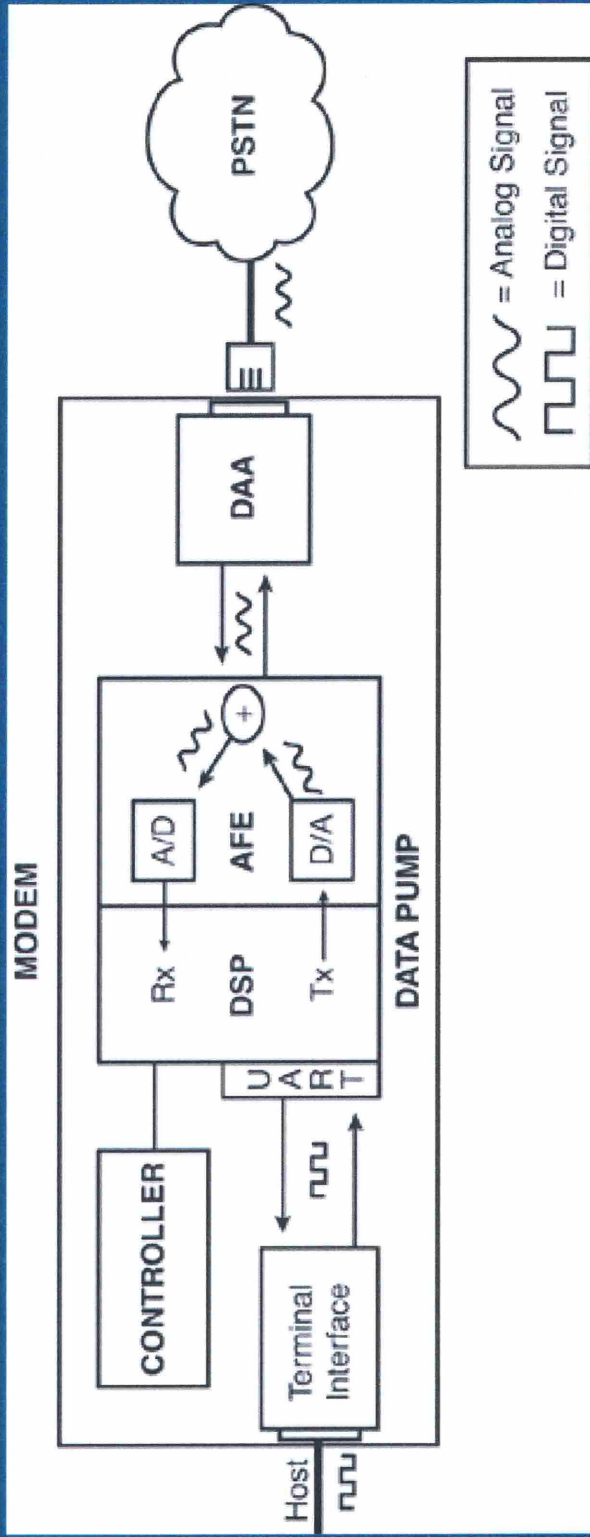 MODEM
CONTROLLER
Host
Terminal
Interface
U
A
R
T
Rx
DSP
Tx
A/D
AFE
D/A
+
DATA PUMP
DAA
PSTN
= Analog Signal
= Digital Signal